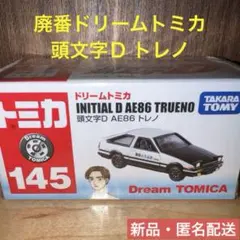 廃番ドリームトミカ
頭文字D トレノ
トミカ
Dream
TOMICA
145
ドリームトミカ
INITIAL D AE86 TRUENO
頭文字D AE86 トレノ
TAKARA
TOMY
Dream TOMICA
新品・匿名配送